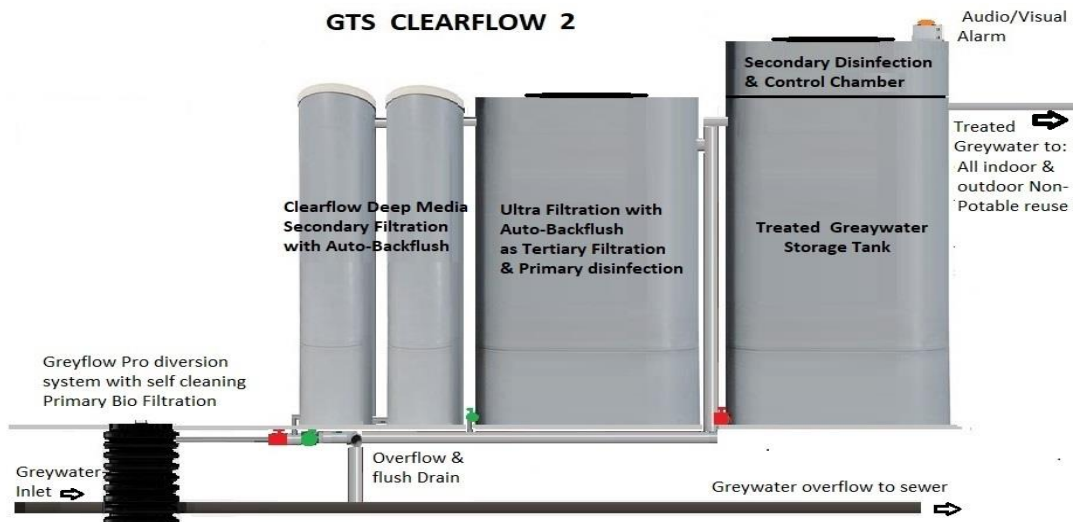 GTS CLEARFLOW 2
Audio/Visual
Alarm
Secondary Disinfection
& Control Chamber
Treated
Greywater to:
All indoor &
outdoor Non-
Potable reuse
Clearflow Deep Media
Secondary Filtration
with Auto-Backflush
Ultra Filtration with
Auto-Backflush
as Tertiary Filtration
& Primary disinfection
Treated Greaywater
Storage Tank
Greyflow Pro diversion
system with self cleaning
Primary Bio Filtration
Overflow &
flush Drain
Greywater
Inlet
Greywater overflow to sewer